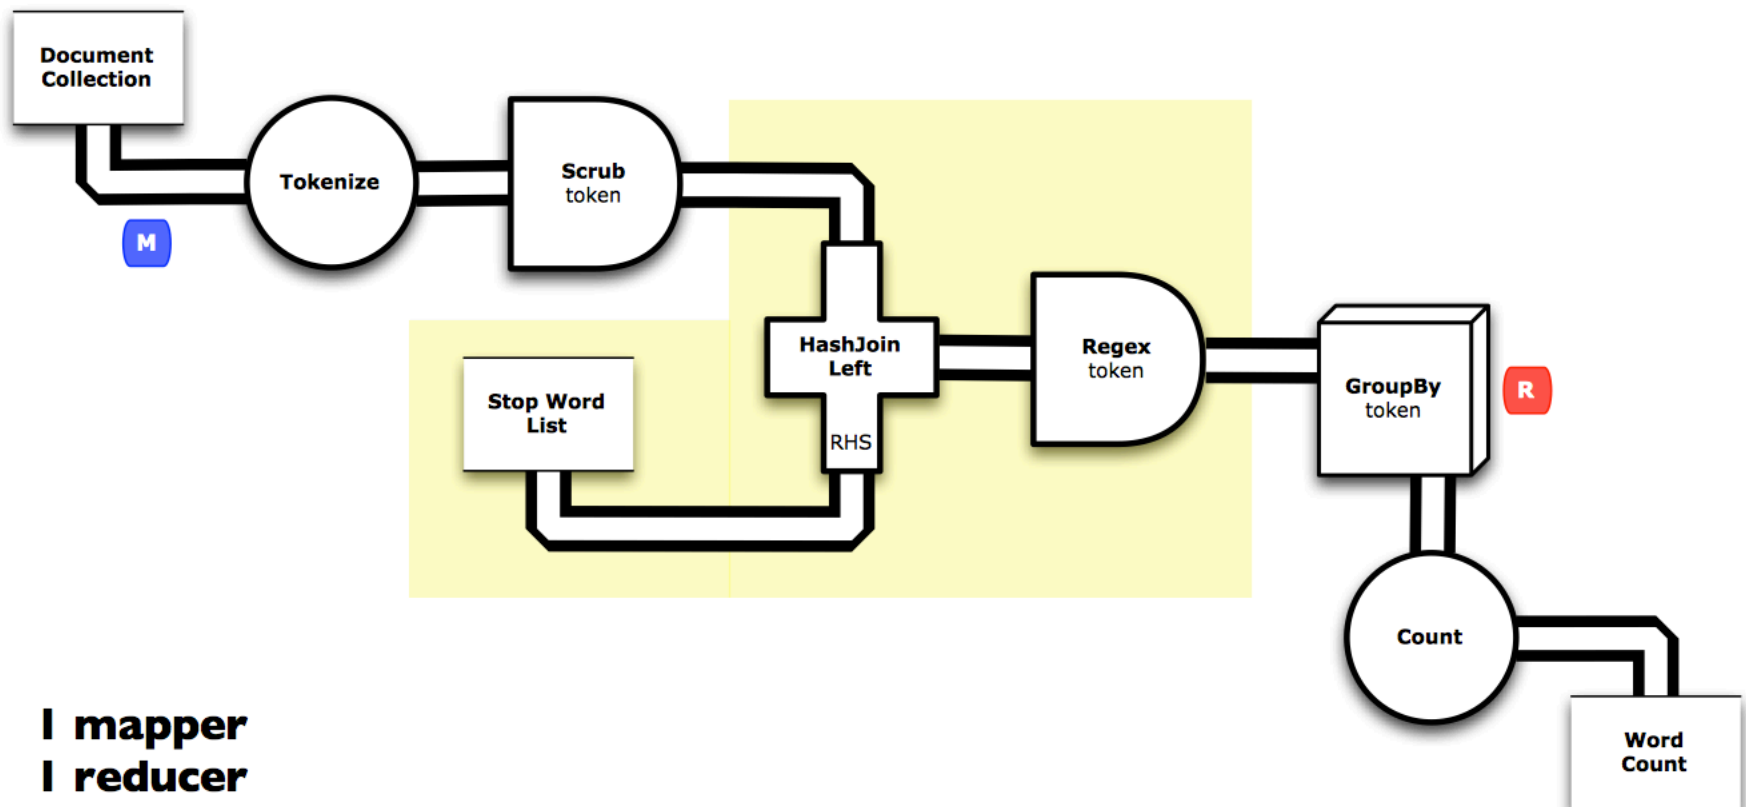 Document
Collection
Tokenize
Scrub
token
M
HashJoin
Left
Regex
token
Stop Word
List
RHS
GroupBy
token
R
Count
Word
Count
1 mapper
1 reducer